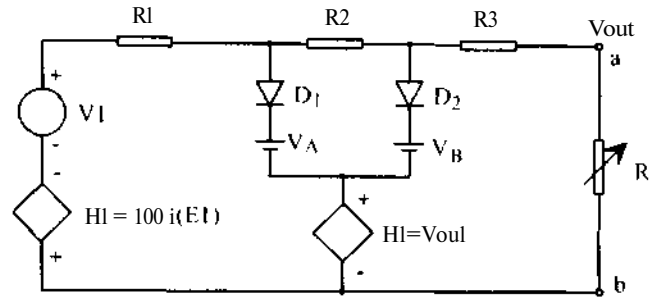 R1
R2
R3
Vout
a
+
V1
-
D1
D2
VA
VB
R
-
H1 = 100 i(E1)
+
+
H1=Voul
-
b